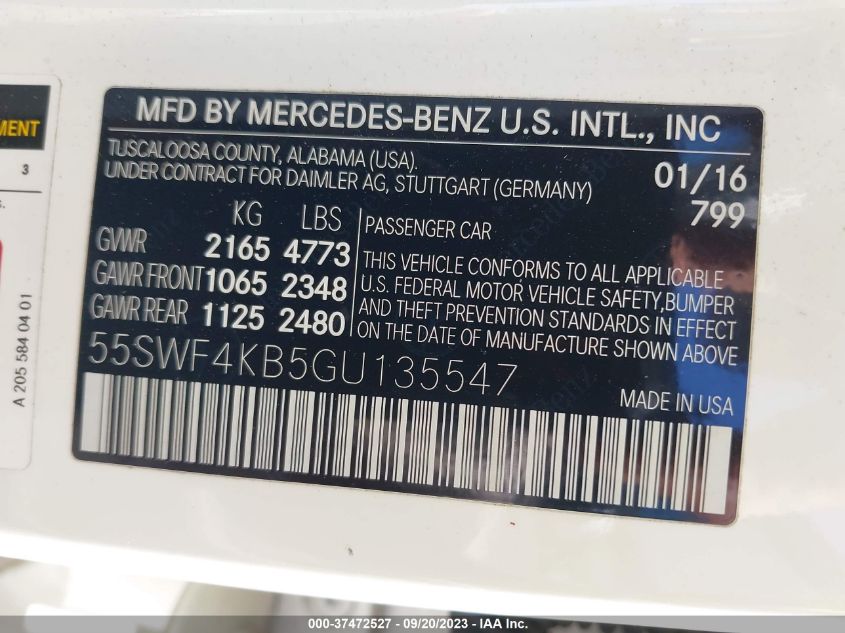 MENT
3
S.
A 205 584 04 01
MFD BY MERCEDES-BENZ U.S. INTL., INC
TUSCALOOSA COUNTY, ALABAMA (USA).
UNDER CONTRACT FOR DAIMLER AG, STUTTGART (GERMANY)
01/16
799
KG LBS
GVWR 2165 4773
GAWR FRONT 1065 2348
GAWR REAR 1125 2480
PASSENGER CAR
THIS VEHICLE CONFORMS TO ALL APPLICABLE
U.S. FEDERAL MOTOR VEHICLE SAFETY, BUMPER
AND THEFT PREVENTION STANDARDS IN EFFECT
ON THE DATE OF MANUFACTURE SHOWN ABOVE
55SWF4KB5GU135547
MADE IN USA
000-37472527 - 09/20/2023 - IAA Inc.